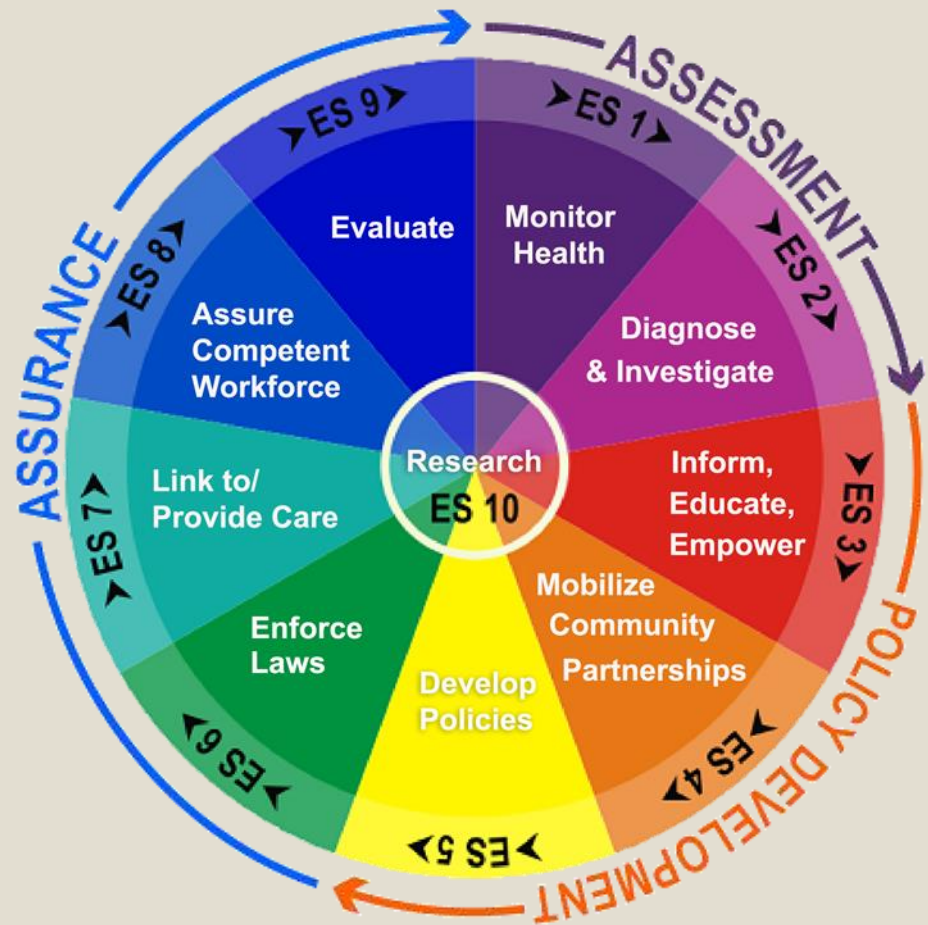 ASSESSMENT
ES 1
Monitor
Health
ES 2
Diagnose
& Investigate
POLICY DEVELOPMENT
ES 3
Inform,
Educate,
Empower
ES 4
Mobilize
Community
Partnerships
ES 5
Develop
Policies
ASSURANCE
ES 6
Enforce
Laws
ES 7
Link to/
Provide Care
ES 8
Assure
Competent
Workforce
ES 9
Evaluate
Research
ES 10